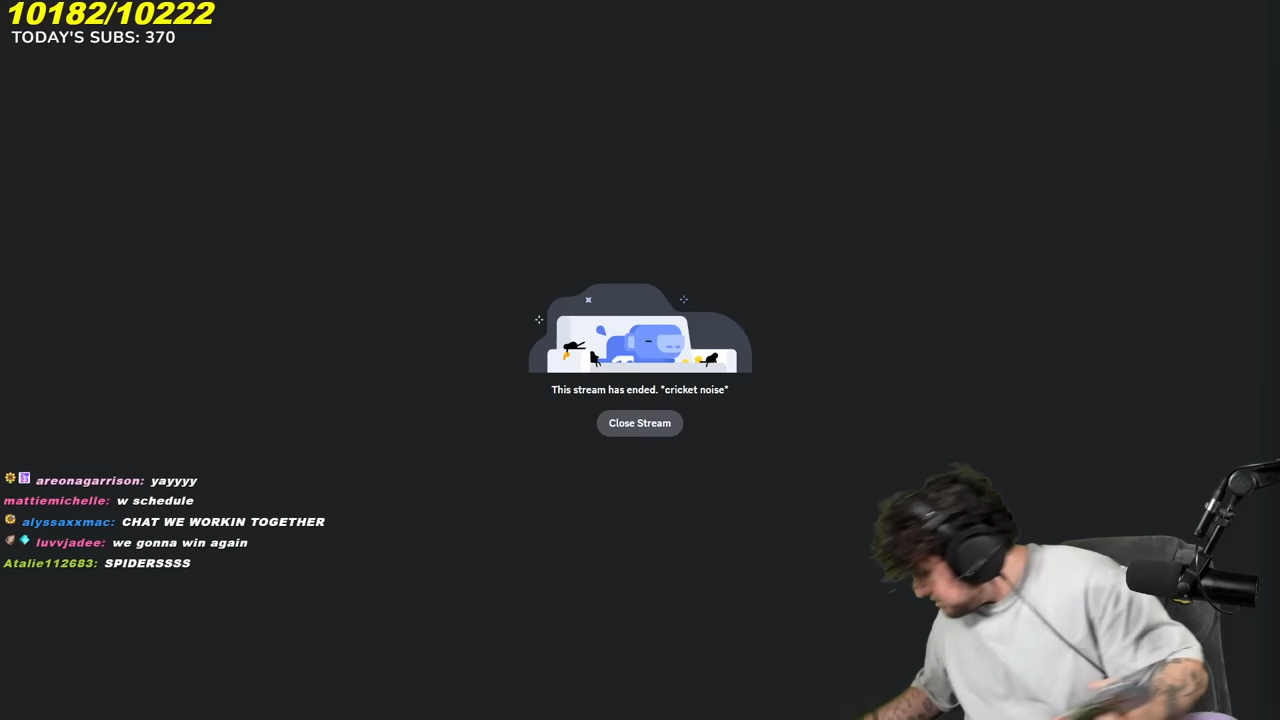 10182/10222
TODAY'S SUBS: 370
This stream has ended. *cricket noise*
Close Stream
areonagarrison: yayyyy
mattiemichelle: w schedule
alyssaxxmac: CHAT WE WORKIN TOGETHER
luvvjadee: we gonna win again
Atalie112683: SPIDERSSSS